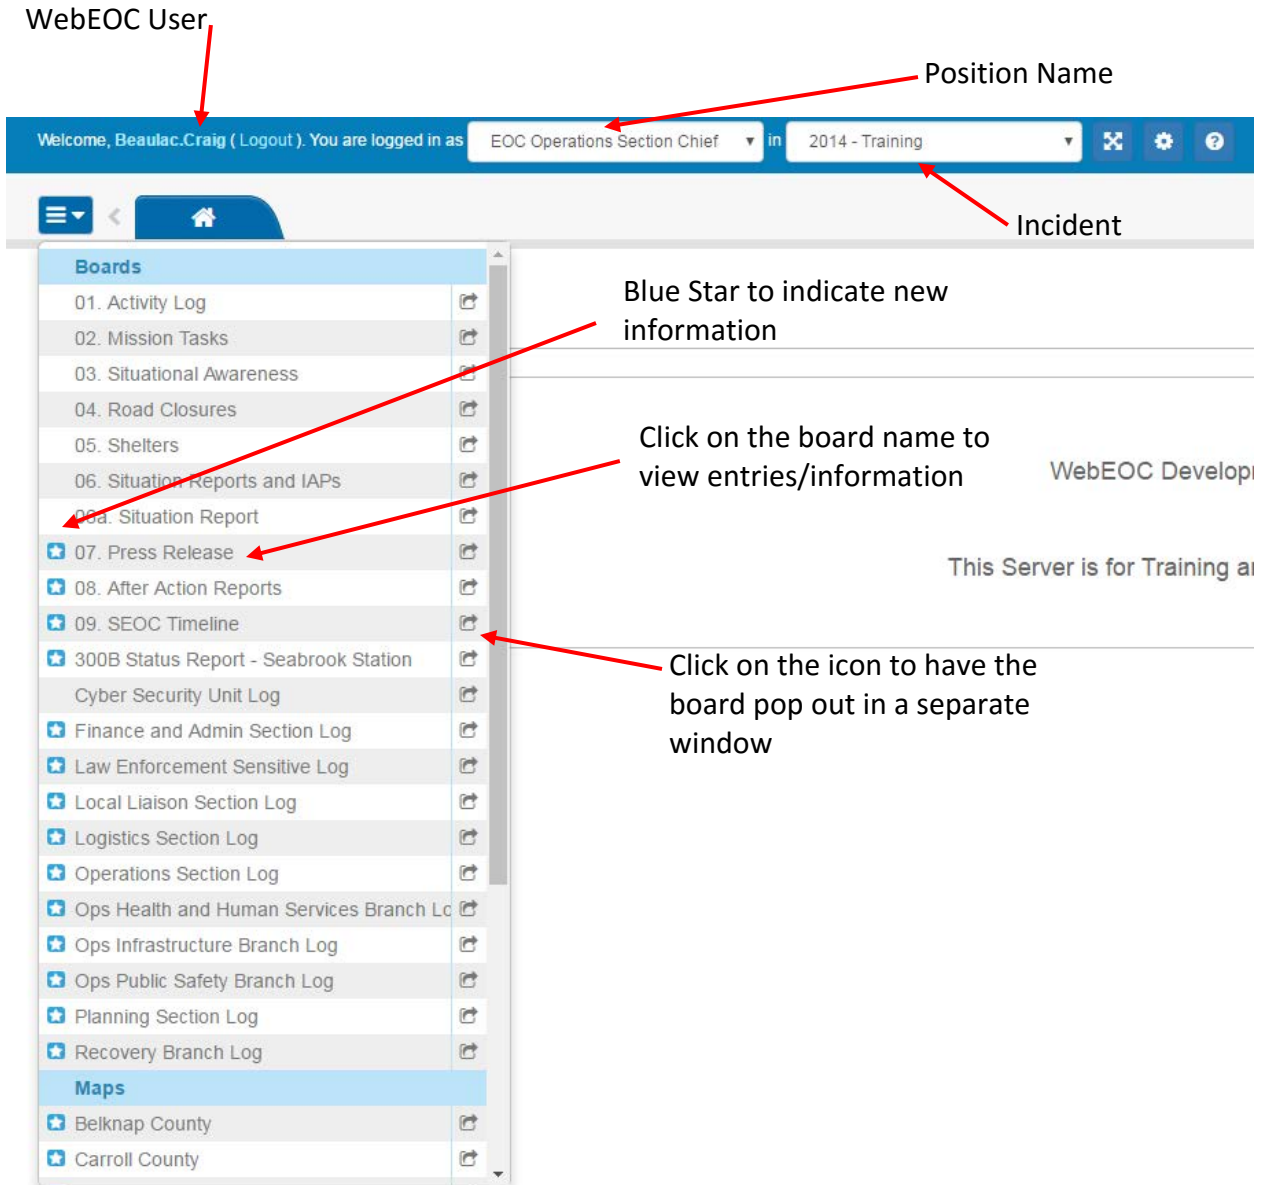 WebEOC User
Position Name
Welcome, Beaulac.Craig ( Logout ). You are logged in as EOC Operations Section Chief in 2014 - Training
Incident
Boards
01. Activity Log
02. Mission Tasks
03. Situational Awareness
04. Road Closures
05. Shelters
06. Situation Reports and IAPs
06a. Situation Report
07. Press Release
08. After Action Reports
09. SEOC Timeline
300B Status Report - Seabrook Station
Cyber Security Unit Log
Finance and Admin Section Log
Law Enforcement Sensitive Log
Local Liaison Section Log
Logistics Section Log
Operations Section Log
Ops Health and Human Services Branch Lo
Ops Infrastructure Branch Log
Ops Public Safety Branch Log
Planning Section Log
Recovery Branch Log
Maps
Belknap County
Carroll County
Blue Star to indicate new
information
Click on the board name to
view entries/information
WebEOC Develop
This Server is for Training a
Click on the icon to have the
board pop out in a separate
window